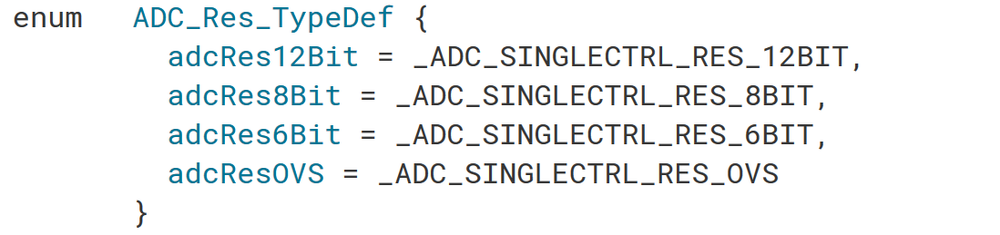 enum ADC_Res_TypeDef {
adcRes12Bit = _ADC_SINGLECTRL_RES_12BIT,
adcRes8Bit = _ADC_SINGLECTRL_RES_8BIT,
adcRes6Bit = _ADC_SINGLECTRL_RES_6BIT,
adcResOVS = _ADC_SINGLECTRL_RES_OVS
}